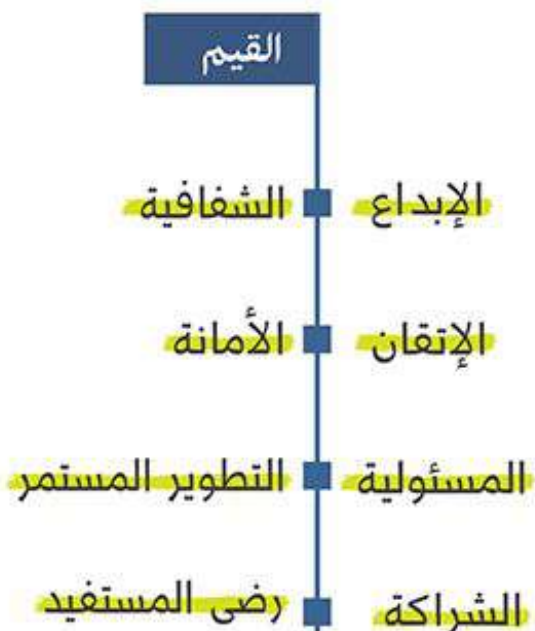 القيم
الإبداع
الشفافية
الإتقان
الأمانة
المسئولية
التطوير المستمر
الشراكة
رضى المستفيد